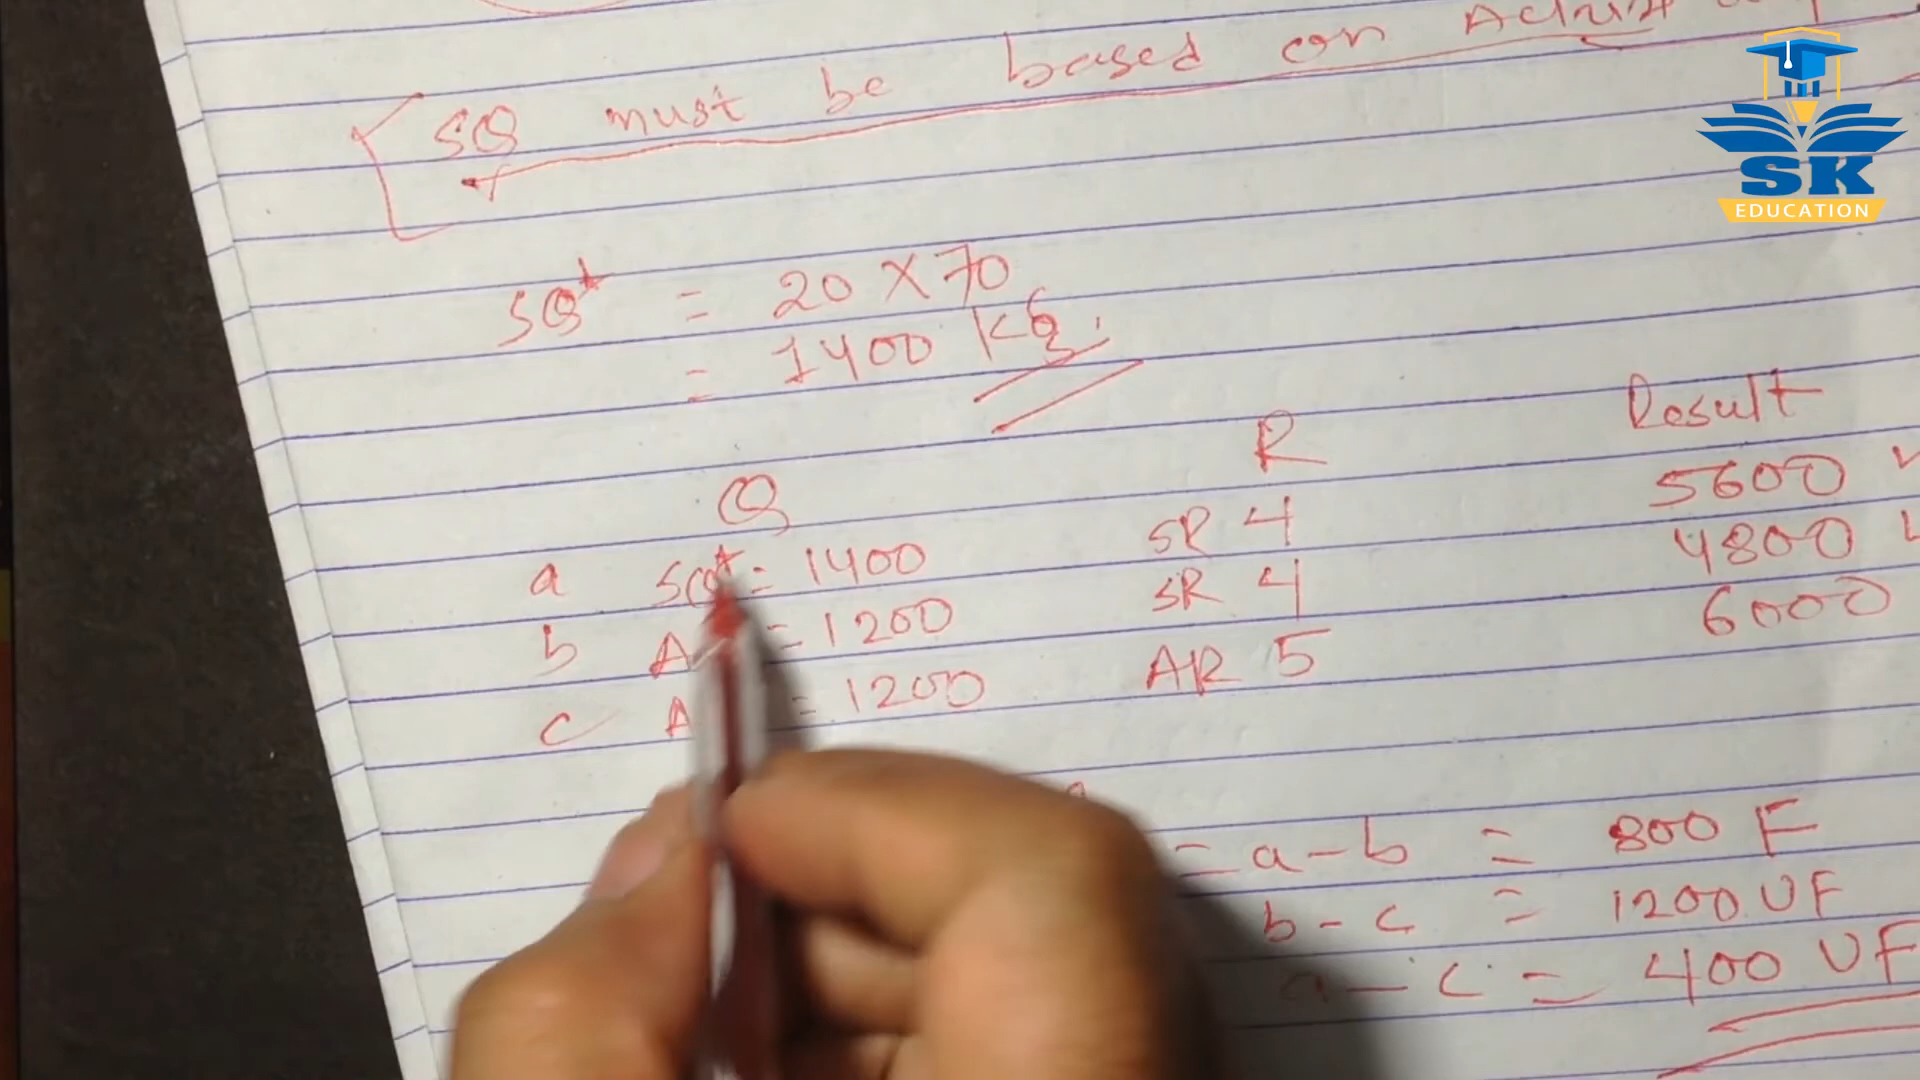 SQ must be based on Actual
SK
EDUCATION
SQ* = 20 X 70
= 1400 KG.
Q R Result
a SQ* = 1400 SR 4 5600
b A = 1200 SR 4 4800
c A = 1200 AR 5 6000
= a - b = 800 F
b - c = 1200 UF
a - c = 400 UF